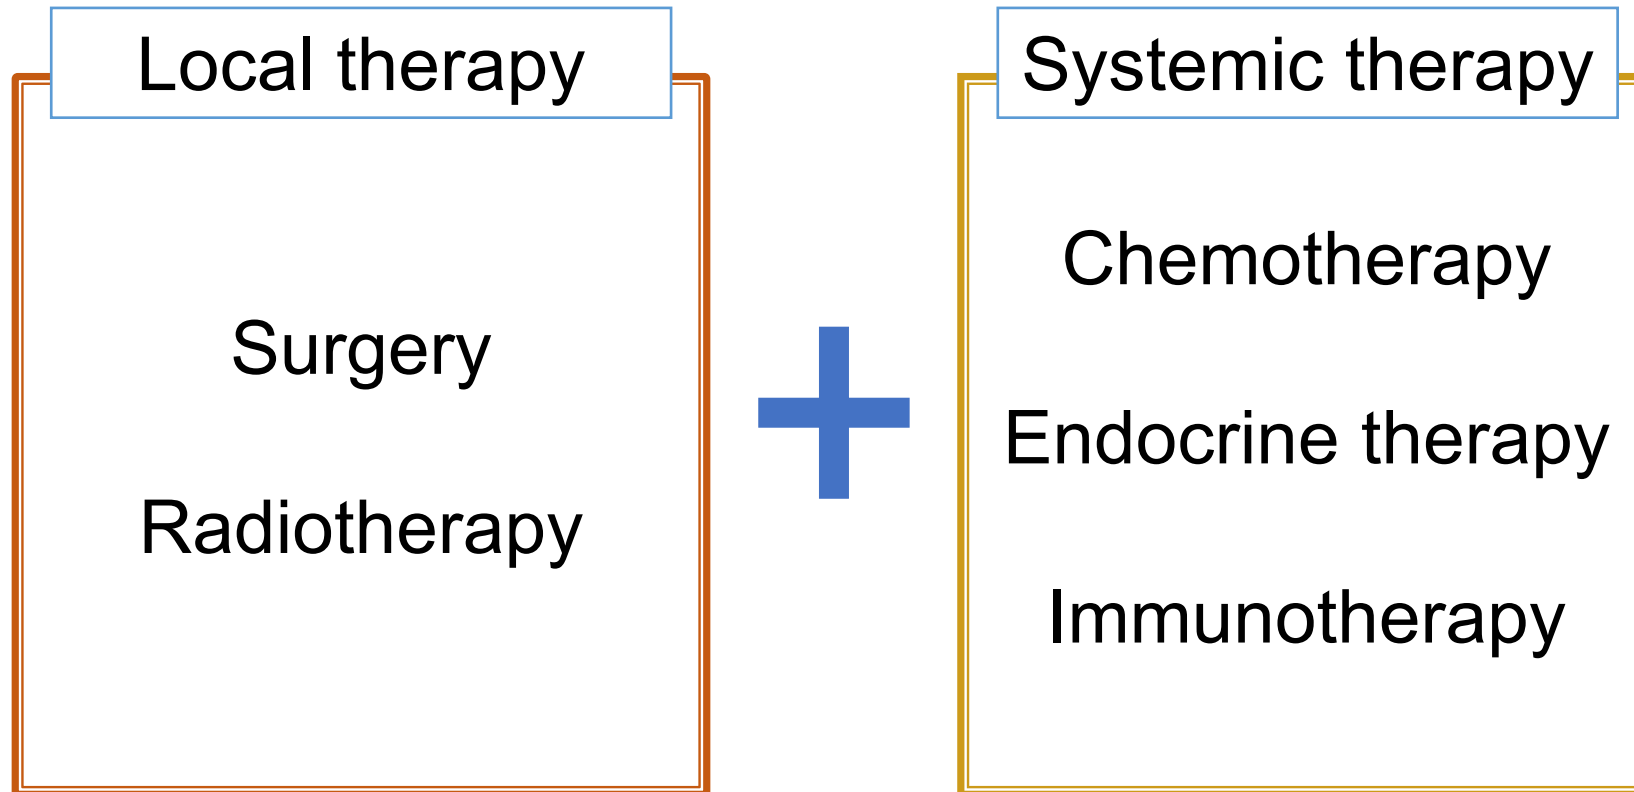 Local therapy
Surgery
Radiotherapy
Systemic therapy
Chemotherapy
Endocrine therapy
Immunotherapy